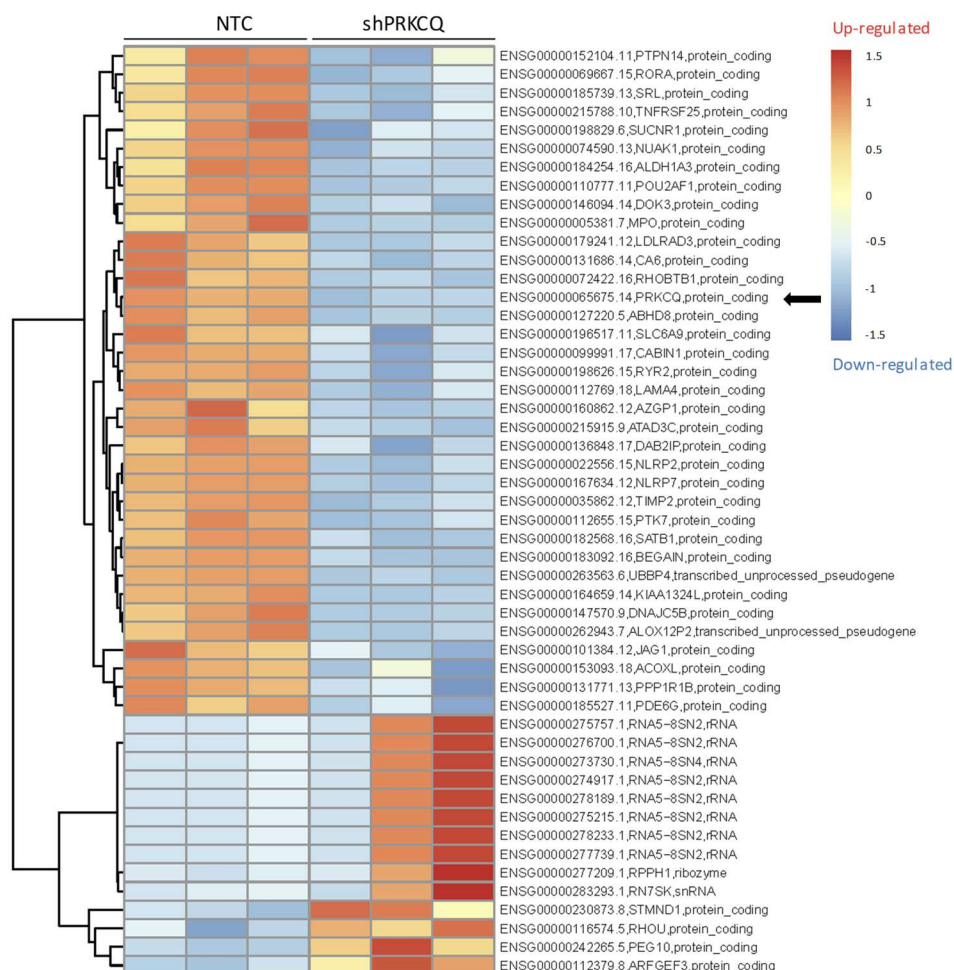 NTC shPRKCQ
Up-regulated
1.5
1
0.5
0
-0.5
-1
-1.5
Down-regulated
ENSG00000152104.11,PTPN14,protein_coding
ENSG00000069667.15,RORA,protein_coding
ENSG00000185739.13,SRL,protein_coding
ENSG00000215788.10,TNFRSF25,protein_coding
ENSG00000198829.6,SUCNR1,protein_coding
ENSG00000074590.13,NUAK1,protein_coding
ENSG00000184254.16,ALDH1A3,protein_coding
ENSG00000110777.11,POU2AF1,protein_coding
ENSG00000146094.14,DOK3,protein_coding
ENSG00000005381.7,MPO,protein_coding
ENSG00000179241.12,LDLRAD3,protein_coding
ENSG00000131686.14,CA6,protein_coding
ENSG00000072422.16,RHOBTB1,protein_coding
ENSG00000065675.14,PRKCQ,protein_coding
ENSG00000127220.5,ABHD8,protein_coding
ENSG00000196517.11,SLC6A9,protein_coding
ENSG00000099991.17,CABIN1,protein_coding
ENSG00000198626.15,RYR2,protein_coding
ENSG00000112769.18,LAMA4,protein_coding
ENSG00000160862.12,AZGP1,protein_coding
ENSG00000215915.9,ATAD3C,protein_coding
ENSG00000136848.17,DAB2IP,protein_coding
ENSG00000022556.15,NLRP2,protein_coding
ENSG00000167634.12,NLRP7,protein_coding
ENSG00000035862.12,TIMP2,protein_coding
ENSG00000112655.15,PTK7,protein_coding
ENSG00000182568.16,SATB1,protein_coding
ENSG00000183092.16,BEGAIN,protein_coding
ENSG00000263563.6,UBBP4,transcribed_unprocessed_pseudogene
ENSG00000164659.14,KIAA1324L,protein_coding
ENSG00000147570.9,DNAJC5B,protein_coding
ENSG00000262943.7,ALOX12P2,transcribed_unprocessed_pseudogene
ENSG00000101384.12,JAG1,protein_coding
ENSG00000153093.18,ACOXL,protein_coding
ENSG00000131771.13,PPP1R1B,protein_coding
ENSG00000185527.11,PDE6G,protein_coding
ENSG00000275757.1,RNA5-8SN2,rRNA
ENSG00000276700.1,RNA5-8SN2,rRNA
ENSG00000273730.1,RNA5-8SN4,rRNA
ENSG00000274917.1,RNA5-8SN2,rRNA
ENSG00000278189.1,RNA5-8SN2,rRNA
ENSG00000275215.1,RNA5-8SN2,rRNA
ENSG00000278233.1,RNA5-8SN2,rRNA
ENSG00000277739.1,RNA5-8SN2,rRNA
ENSG00000277209.1,RPPH1,ribozyme
ENSG00000283293.1,RN7SK,snRNA
ENSG00000230873.8,STMND1,protein_coding
ENSG00000116574.5,RHOU,protein_coding
ENSG00000242265.5,PEG10,protein_coding
ENSG00000112379.8,ARFGEF3,protein_coding